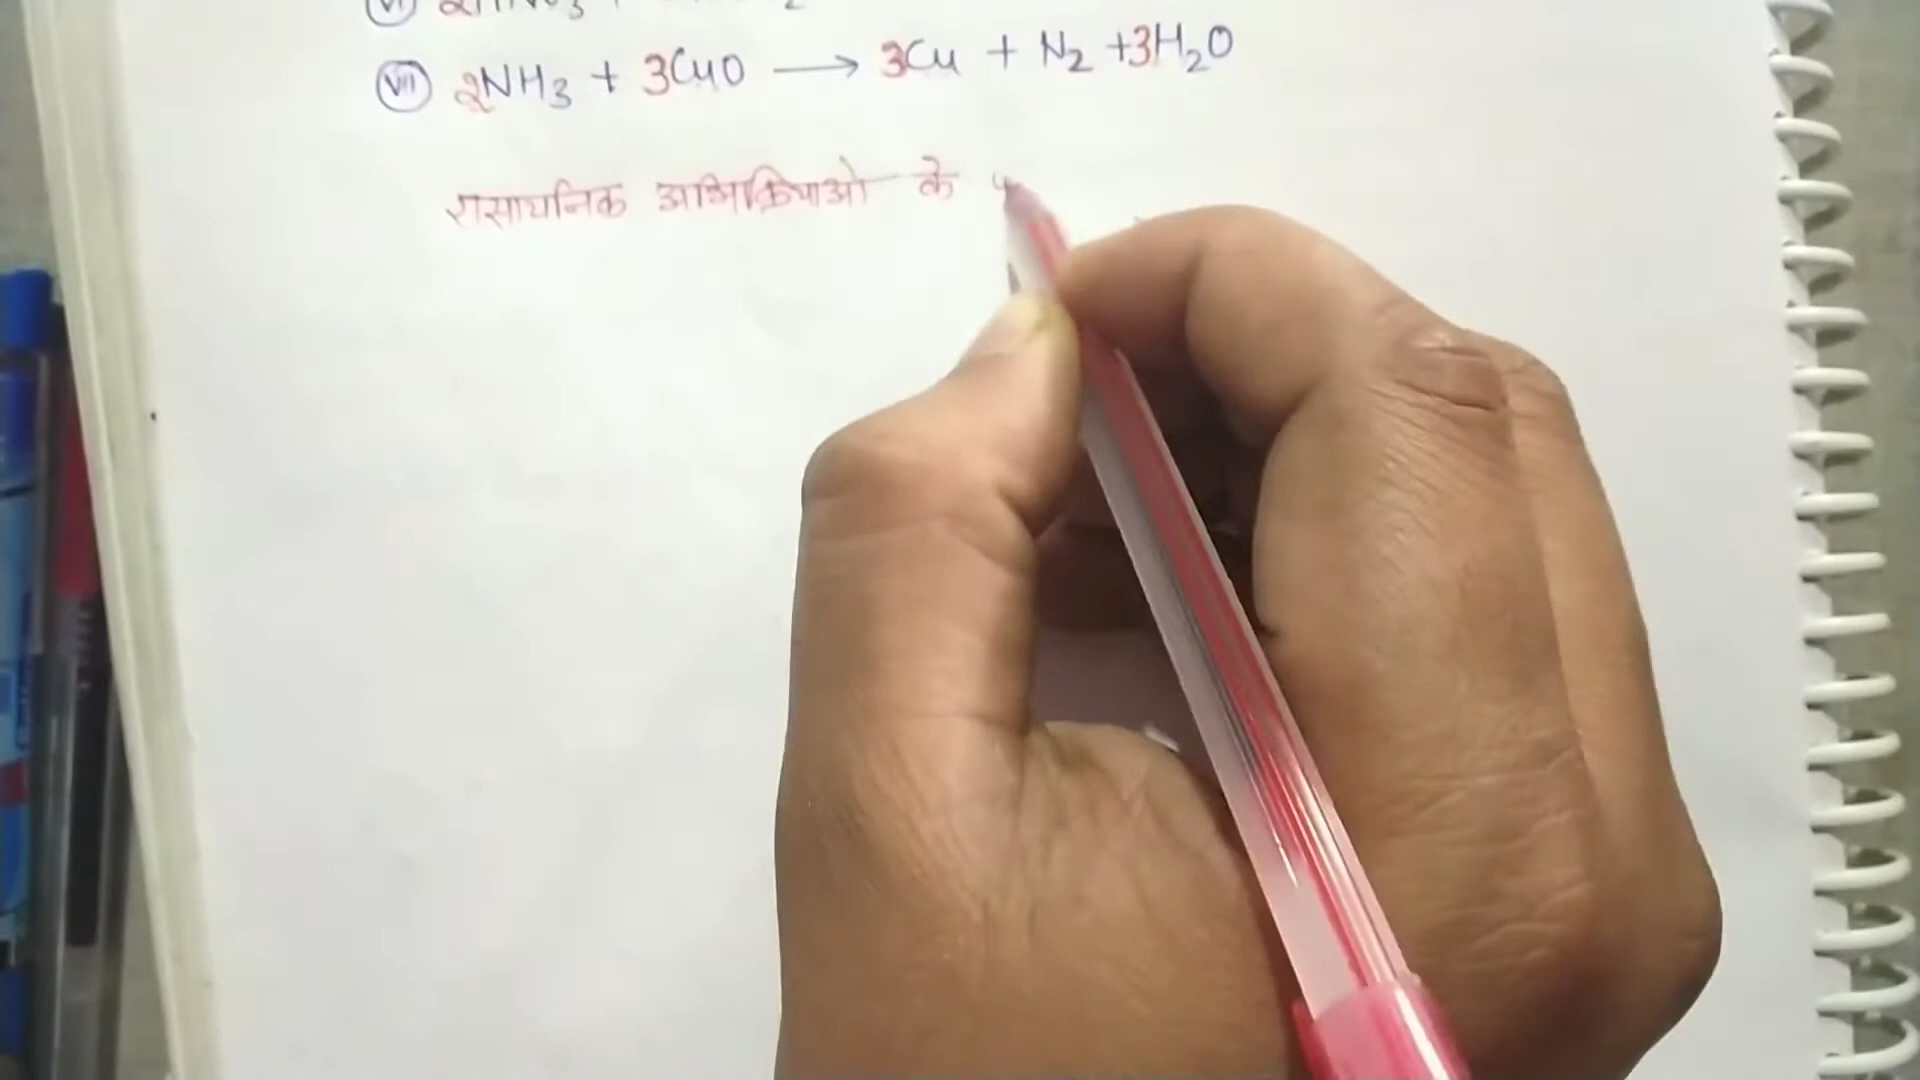 (VII) 2NH₃ + 3CuO ⟶ 3Cu + N₂ + 3H₂O
रासायनिक अभिक्रियाओ के